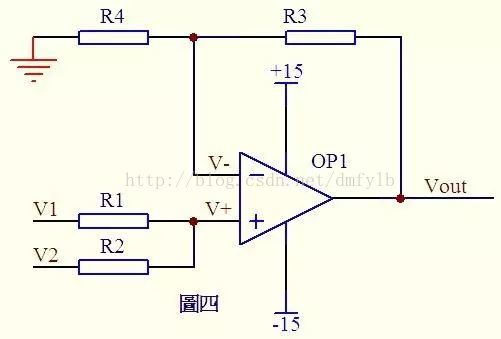 R4
R3
+15
OP1
V-
http://blog.csdn.net/dmfylb
Vout
V1
R1
V+
V2
R2
圖四
-15